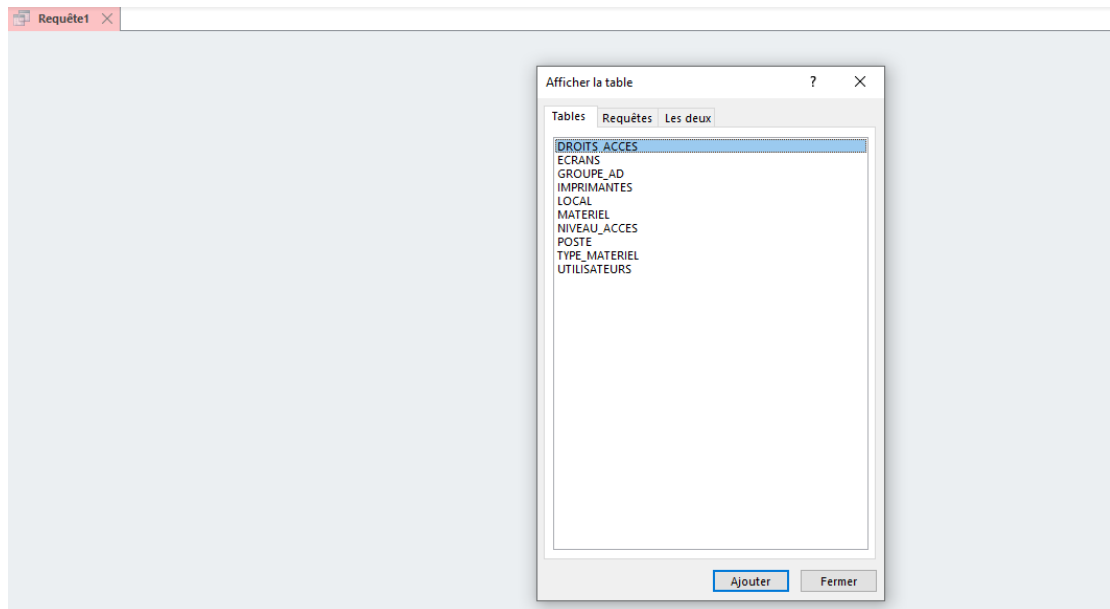 Requête1
Afficher la table ?
Tables Requêtes Les deux
DROITS_ACCES
ECRANS
GROUPE_AD
IMPRIMANTES
LOCAL
MATERIEL
NIVEAU_ACCES
POSTE
TYPE_MATERIEL
UTILISATEURS
Ajouter Fermer